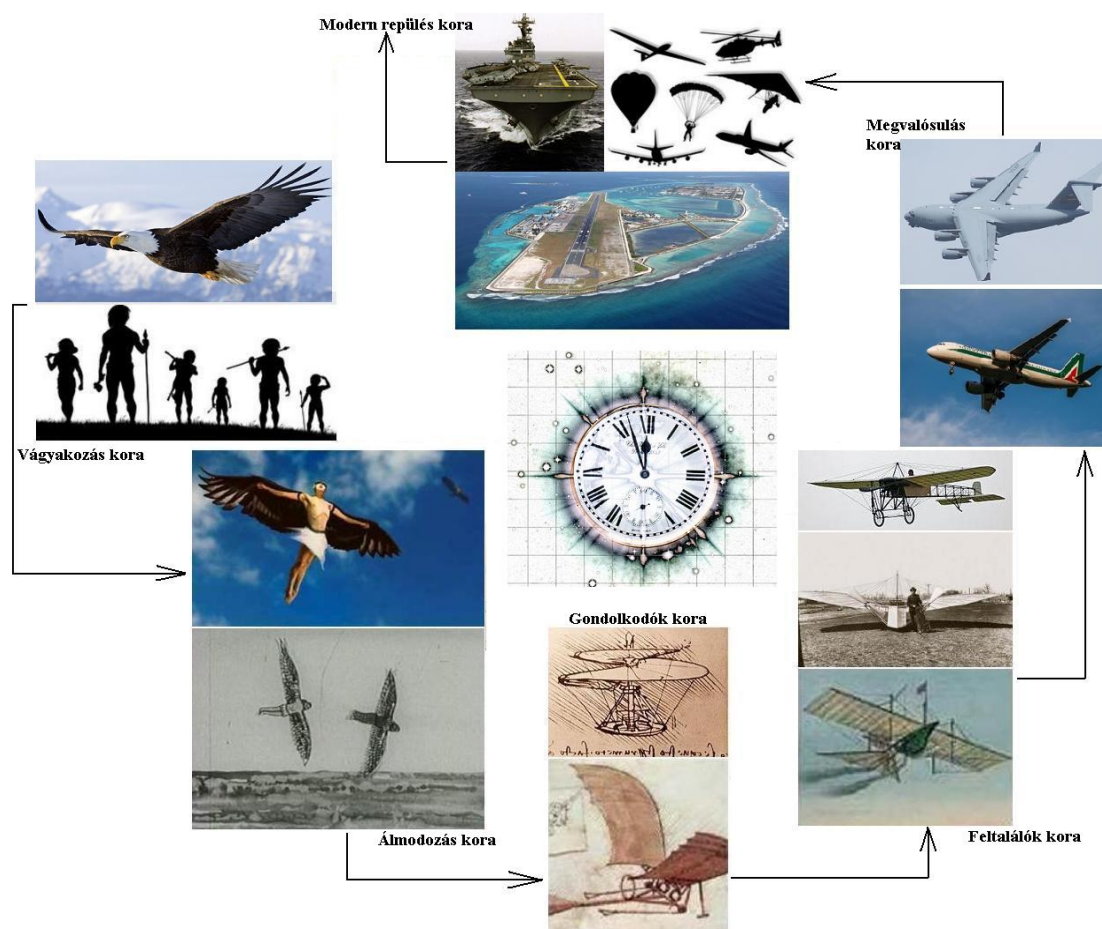 Modern repülés kora
Megvalósulás
kora
Vágyakozás kora
Gondolkodók kora
Álmodozás kora
Feltalálók kora